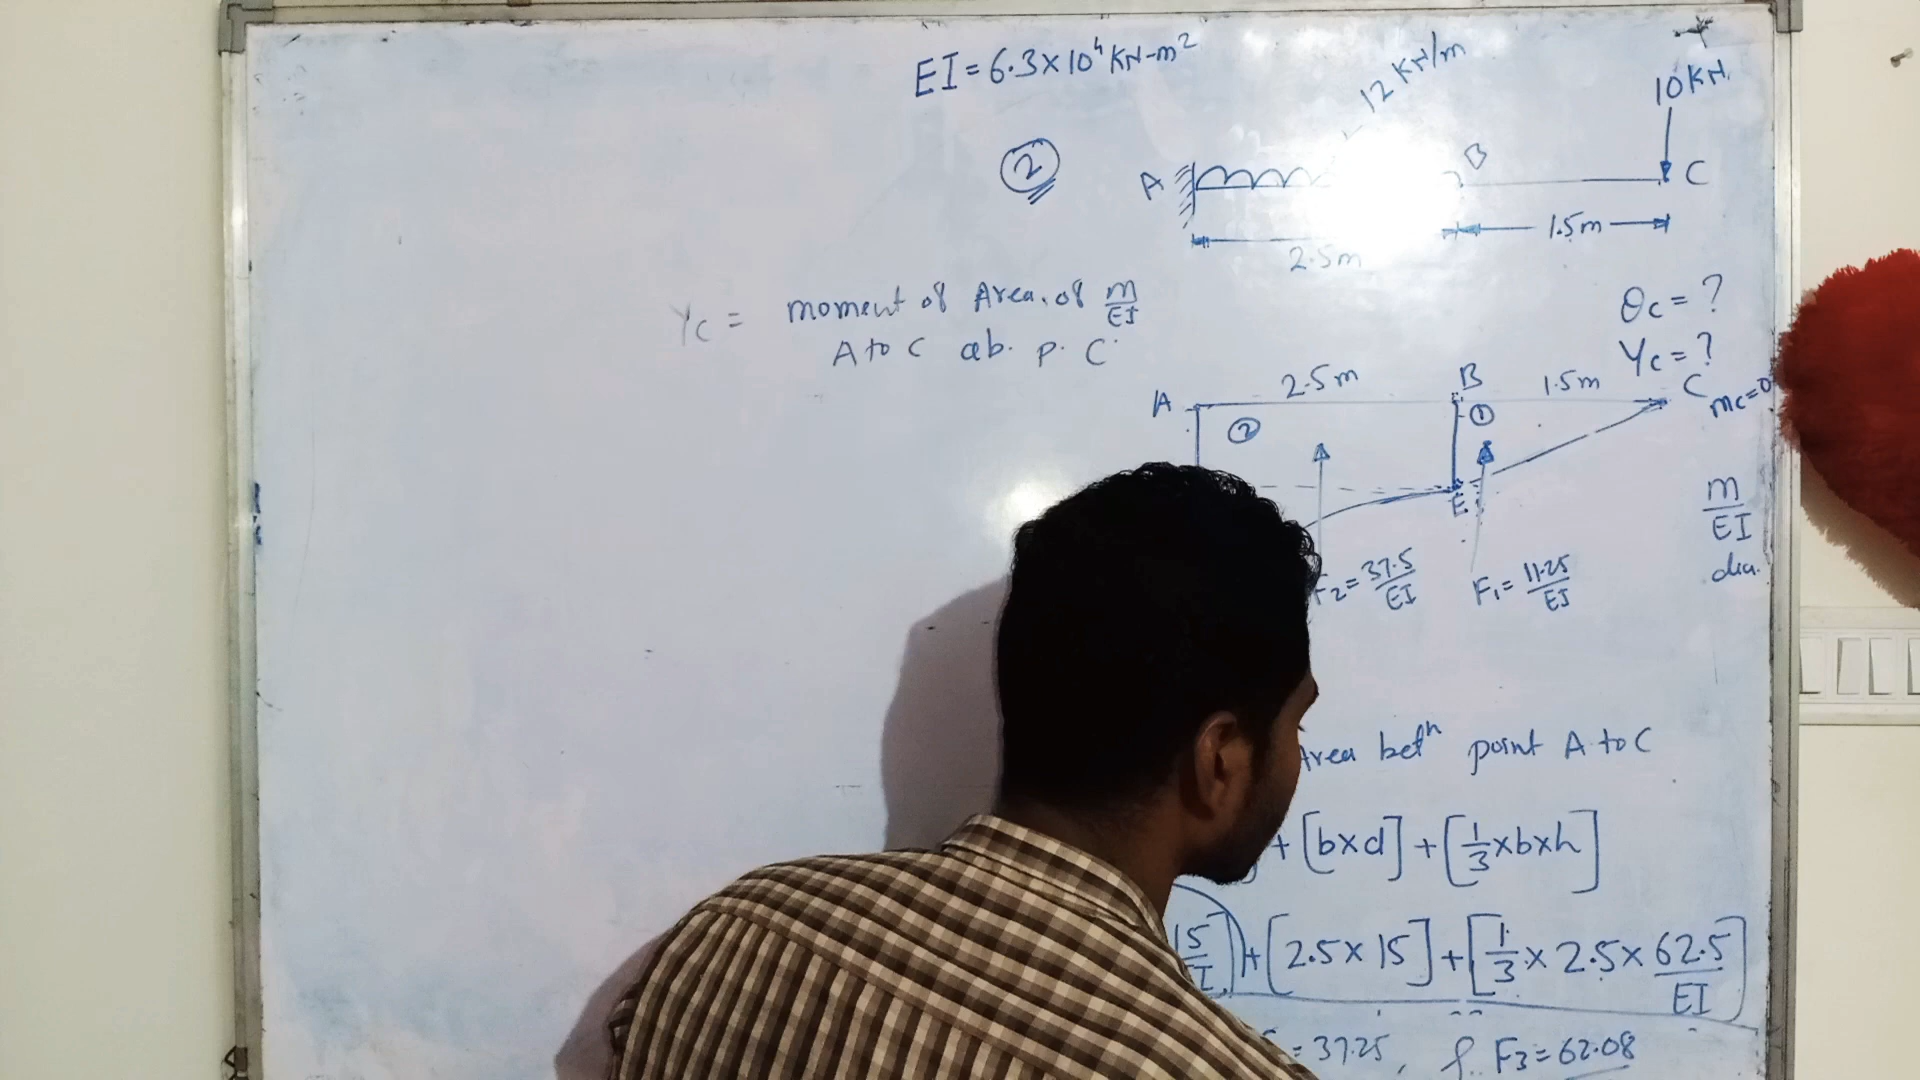 EI = 6.3×10⁴ KN-m²
12 KN/m
10 KN
②
A
B
C
1.5m
2.5m
θc = ?
Yc = ?
Yc = moment of Area. of m/EI
A to C ab. p. C.
A
2.5m
B
1.5m
C
mc=0
②
①
E
m/EI
dia.
F2 = 37.5/EI
F1 = 11.25/EI
Area betⁿ point A to C
+ [b×d] + [1/3×b×h]
+ [2.5×15] + [1/3 × 2.5 × 62.5/EI]
= 37.25, & F3 = 62.08